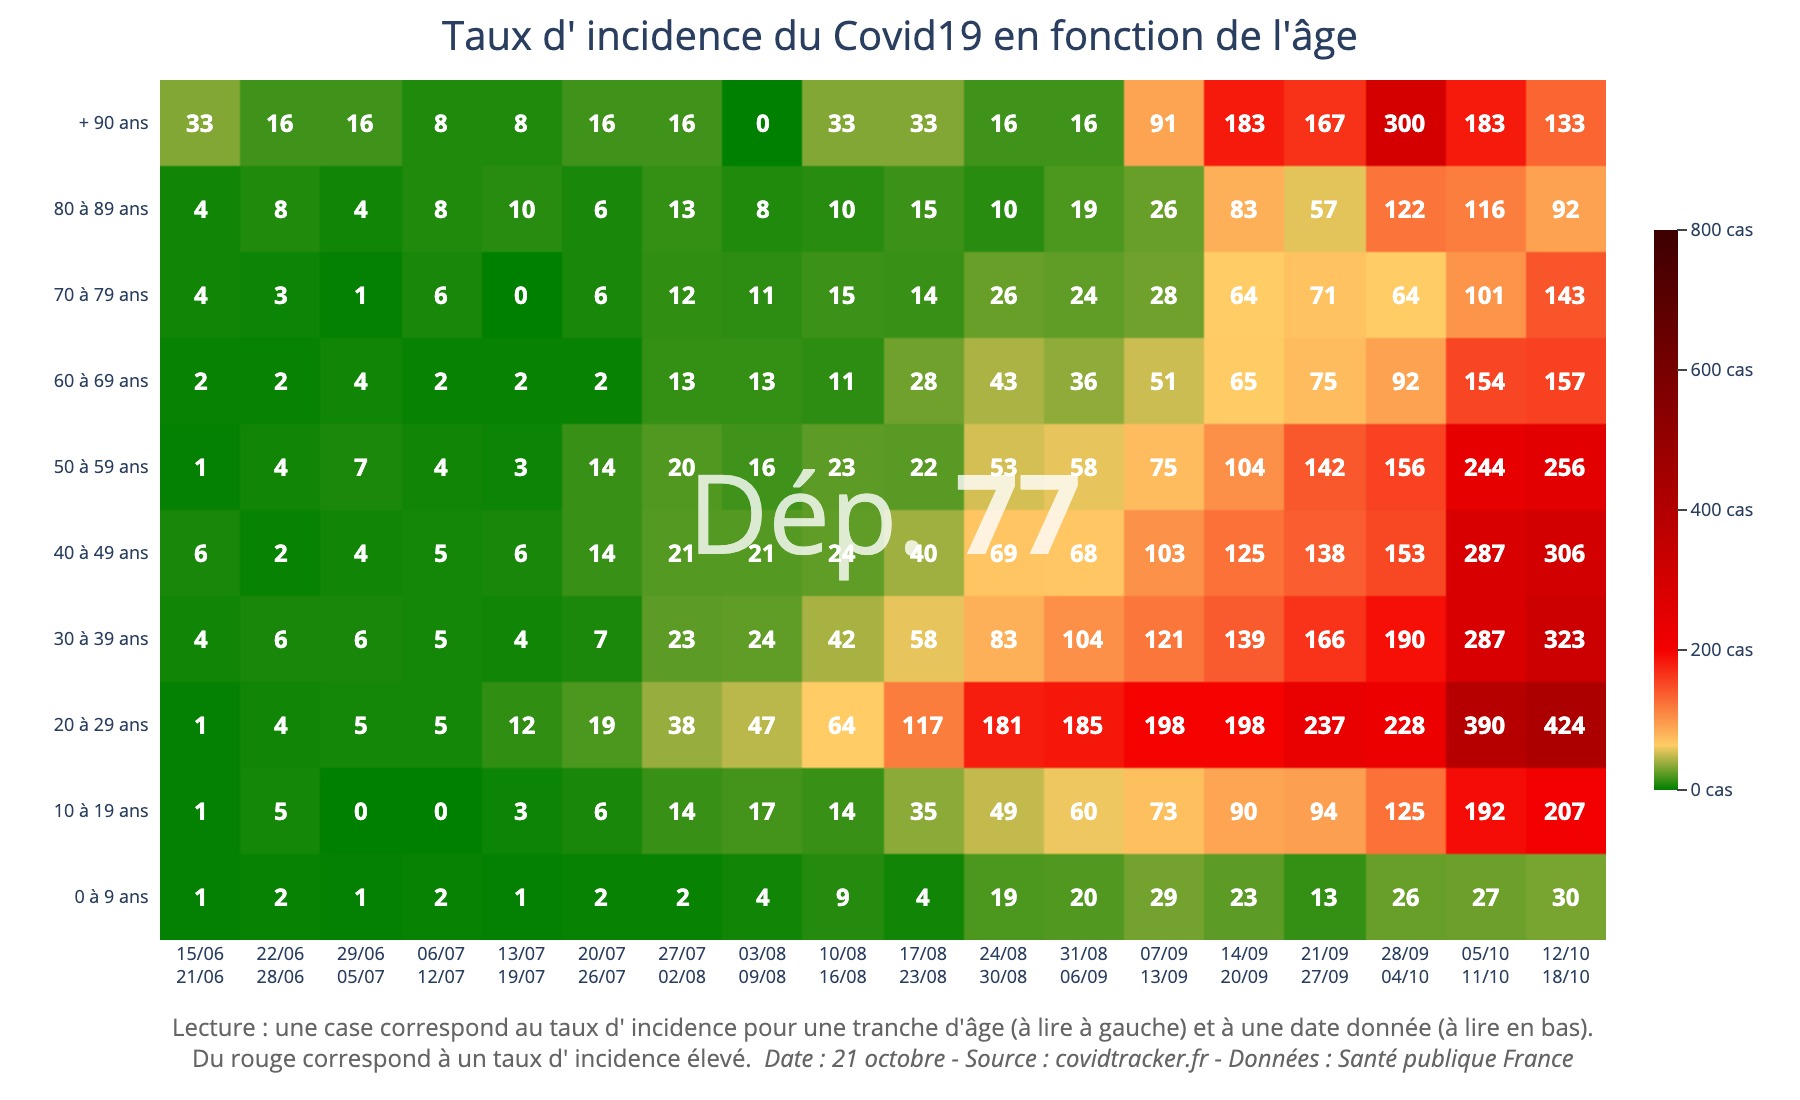 Taux d' incidence du Covid19 en fonction de l'âge
+ 90 ans 33 16 16 8 8 16 16 0 33 33 16 16 91 183 167 300 183 133
80 à 89 ans 4 8 4 8 10 6 13 8 10 15 10 19 26 83 57 122 116 92
70 à 79 ans 4 3 1 6 0 6 12 11 15 14 26 24 28 64 71 64 101 143
60 à 69 ans 2 2 4 2 2 2 13 13 11 28 43 36 51 65 75 92 154 157
50 à 59 ans 1 4 7 4 3 14 20 16 23 22 53 58 75 104 142 156 244 256
Dép. 77
40 à 49 ans 6 2 4 5 6 14 21 21 24 40 69 68 103 125 138 153 287 306
30 à 39 ans 4 6 6 5 4 7 23 24 42 58 83 104 121 139 166 190 287 323
20 à 29 ans 1 4 5 5 12 19 38 47 64 117 181 185 198 198 237 228 390 424
10 à 19 ans 1 5 0 0 3 6 14 17 14 35 49 60 73 90 94 125 192 207
0 à 9 ans 1 2 1 2 1 2 2 4 9 4 19 20 29 23 13 26 27 30
15/06 22/06 29/06 06/07 13/07 20/07 27/07 03/08 10/08 17/08 24/08 31/08 07/09 14/09 21/09 28/09 05/10 12/10
21/06 28/06 05/07 12/07 19/07 26/07 02/08 09/08 16/08 23/08 30/08 06/09 13/09 20/09 27/09 04/10 11/10 18/10
800 cas
600 cas
400 cas
200 cas
0 cas
Lecture : une case correspond au taux d' incidence pour une tranche d'âge (à lire à gauche) et à une date donnée (à lire en bas).
Du rouge correspond à un taux d' incidence élevé. Date : 21 octobre - Source : covidtracker.fr - Données : Santé publique France